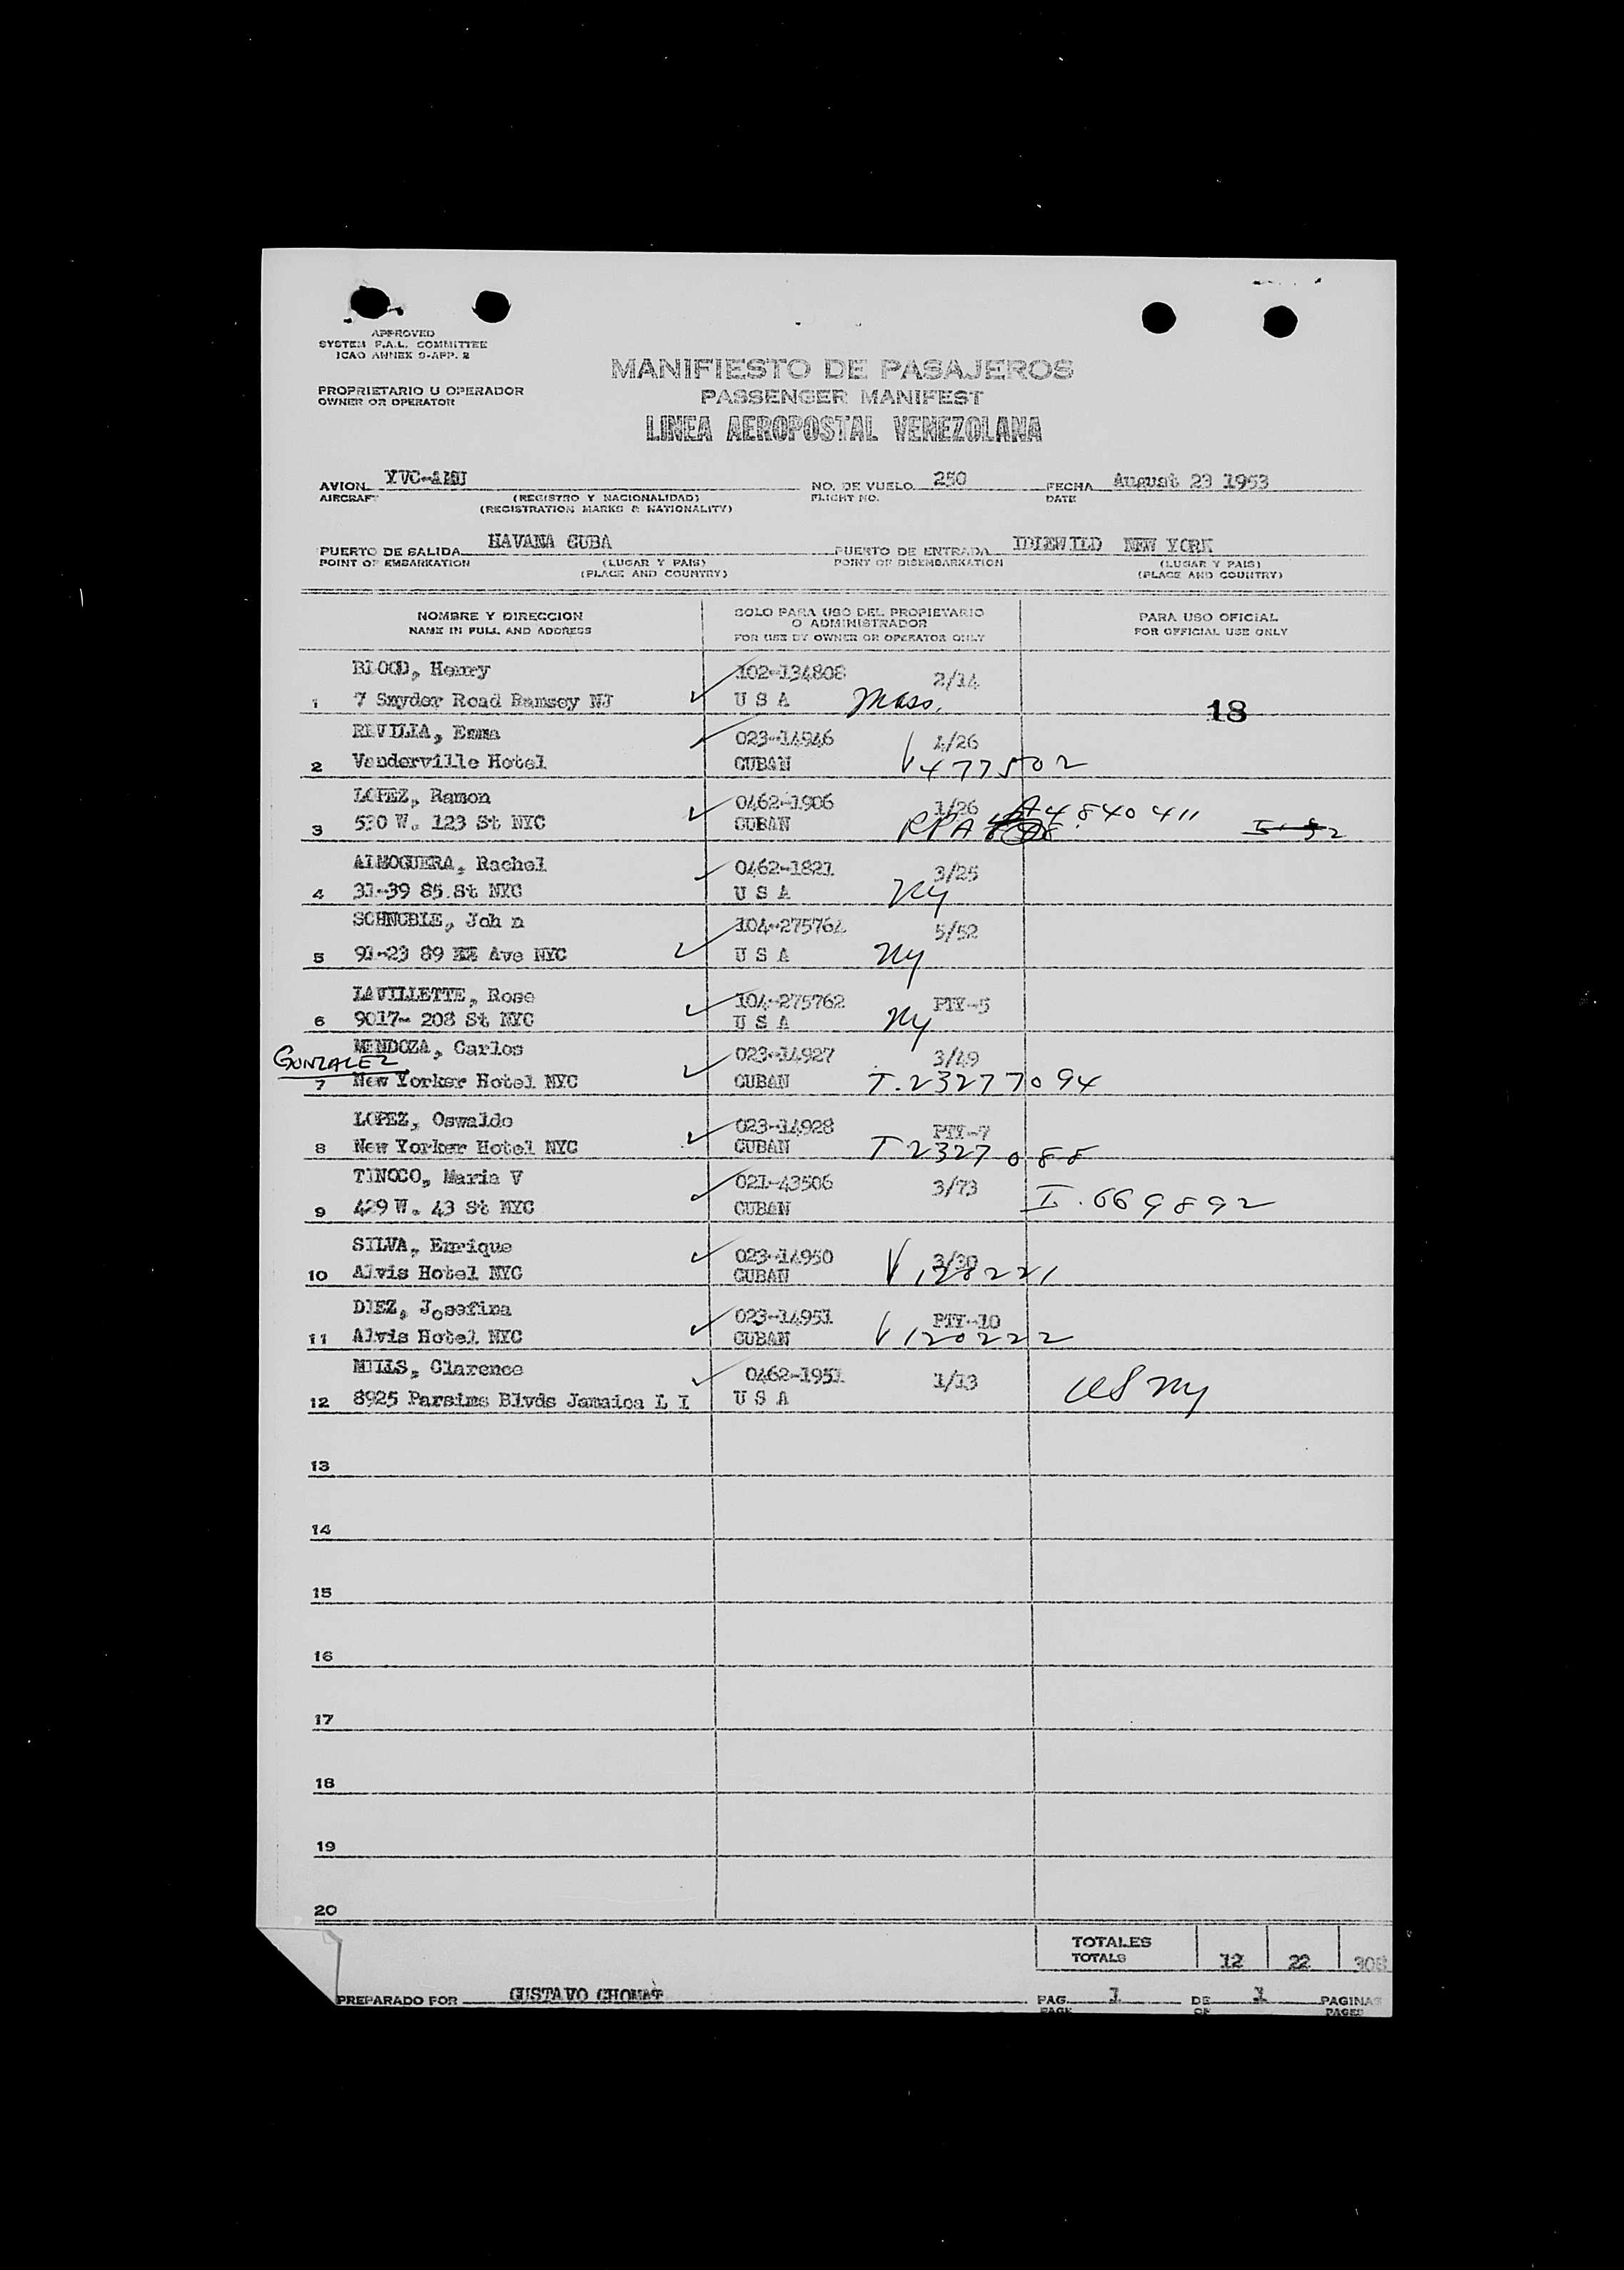 APPROVED
SYSTEM F.A.L. COMMITTEE
ICAO ANNEX 9-APP. 2
MANIFIESTO DE PASAJEROS
PASSENGER MANIFEST
LINEA AEROPOSTAL VENEZOLANA
PROPRIETARIO U OPERADOR
OWNER OR OPERATOR
AVION NO. DE VUELO 250 FECHA August 23 1953
AIRCRAFT (REGISTRO Y NACIONALIDAD) FLIGHT NO. DATE
(REGISTRATION MARKS & NATIONALITY)
PUERTO DE SALIDA HAVANA CUBA PUERTO DE ENTRADA IDLEWILD NEW YORK
POINT OF EMBARKATION (LUGAR Y PAIS) POINT OF DISEMBARKATION (LUGAR Y PAIS)
(PLACE AND COUNTRY) (PLACE AND COUNTRY)
NOMBRE Y DIRECCION SOLO PARA USO DEL PROPIETARIO PARA USO OFICIAL
O ADMINISTRADOR
NAME IN FULL AND ADDRESS FOR USE BY OWNER OR OPERATOR ONLY FOR OFFICIAL USE ONLY
BLOOD, Henry 102-134808 2/14
1 7 Snyder Road Ramsey NJ U S A Mass. 18
REVILIA, Emma 023-14946 4/26
2 Vanderville Hotel CUBAN V477502
LOPEZ, Ramon 0462-1906 1/26 A4840411
3 530 W. 123 St NYC CUBAN RPA
ALMOGUERA, Rachel 0462-1821 3/25
4 31-39 85 St NYC U S A NY
SCHNUBLE, Joh n 104-275764 5/52
5 91-23 89 Ave NYC U S A NY
LAVILLETTE, Rose 104-275762 PTY-5
6 9017- 208 St NYC U S A NY
MENDOZA, Carlos 023-14927 3/49
GONZALEZ
7 New Yorker Hotel NYC CUBAN T.23277094
LOPEZ, Oswaldo 023-14928 PTY-7
8 New Yorker Hotel NYC CUBAN T2327088
TINOCO, Maria V 021-43506 3/73
9 429 W. 43 St NYC CUBAN I.669892
SILVA, Enrique 023-14950 3/30
10 Alvis Hotel NYC CUBAN
DIEZ, Josefina 023-14951 PTY-10
11 Alvis Hotel NYC CUBAN V120222
MILLS, Clarence 0462-1951 1/13
12 8925 Parsims Blvds Jamaica L I U S A US NY
13
14
15
16
17
18
19
20
TOTALES
TOTALS 12 22 308
PREPARADO POR GUSTAVO CHOMAT PAG. 1 DE 1 PAGINAS
PAGE OF PAGES